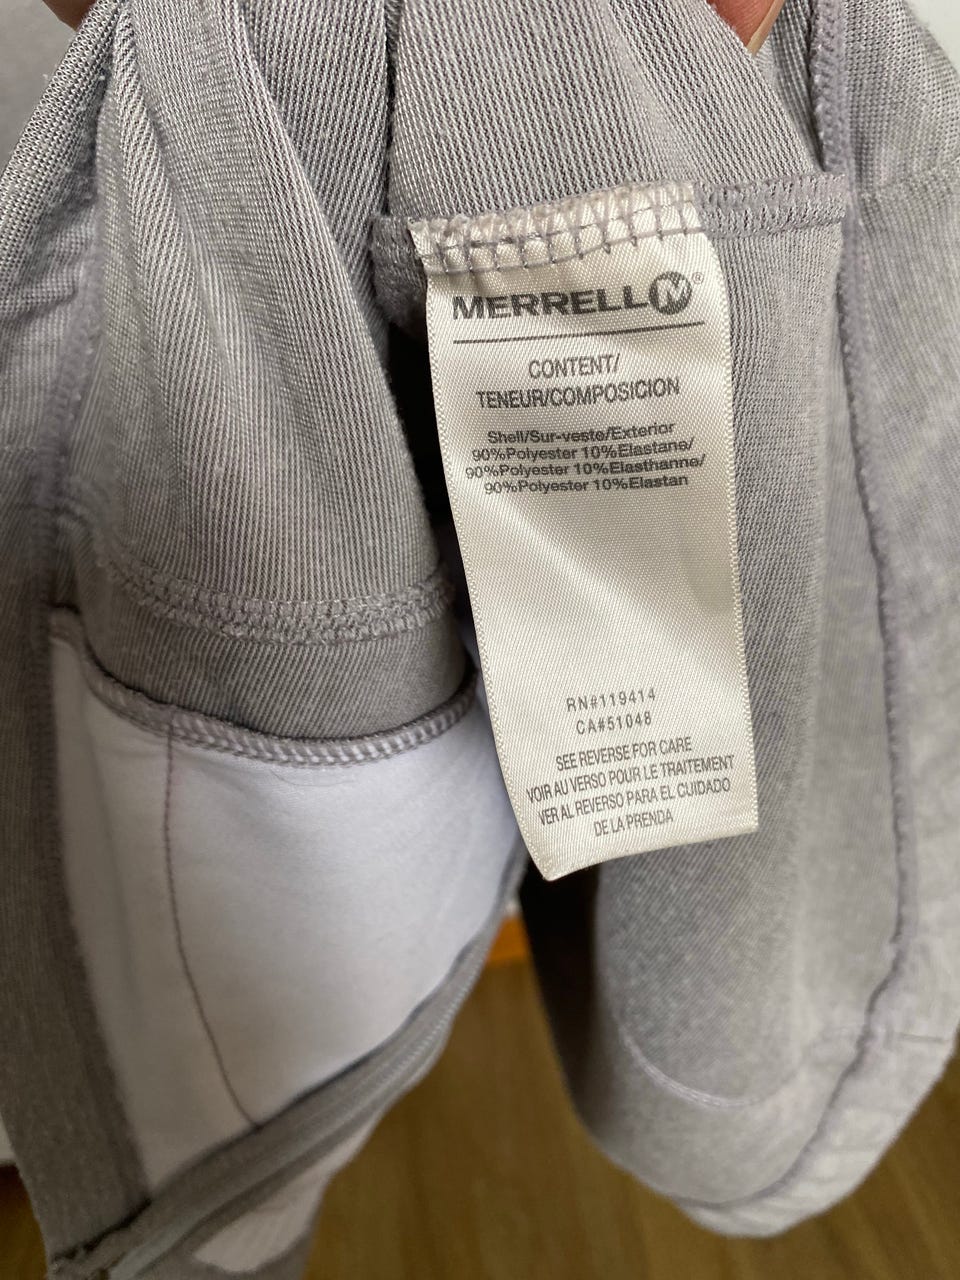 MERRELL M®
CONTENT/
TENEUR/COMPOSICION
Shell/Sur-veste/Exterior
90%Polyester 10%Elastane/
90%Polyester 10%Elasthanne/
90%Polyester 10%Elastan
RN#119414
CA#51048
SEE REVERSE FOR CARE
VOIR AU VERSO POUR LE TRAITEMENT
VER AL REVERSO PARA EL CUIDADO
DE LA PRENDA